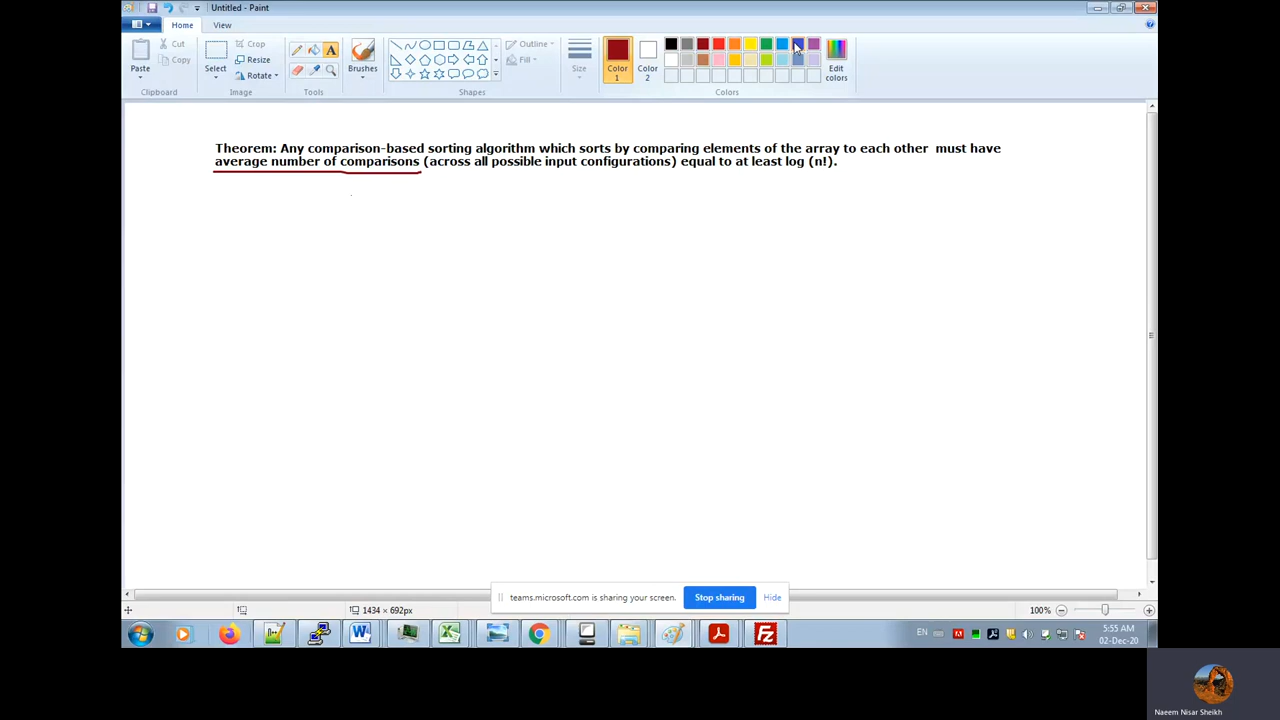 Untitled - Paint
Home
View
Paste
Cut
Copy
Clipboard
Select
Crop
Resize
Rotate
Image
Tools
Brushes
Shapes
Outline
Fill
Size
Color 1
Color 2
Edit colors
Colors
Theorem: Any comparison-based sorting algorithm which sorts by comparing elements of the array to each other must have
average number of comparisons (across all possible input configurations) equal to at least log (n!).
teams.microsoft.com is sharing your screen.
Stop sharing
Hide
1434 × 692px
100%
EN
5:55 AM
02-Dec-20
Naeem Nisar Sheikh